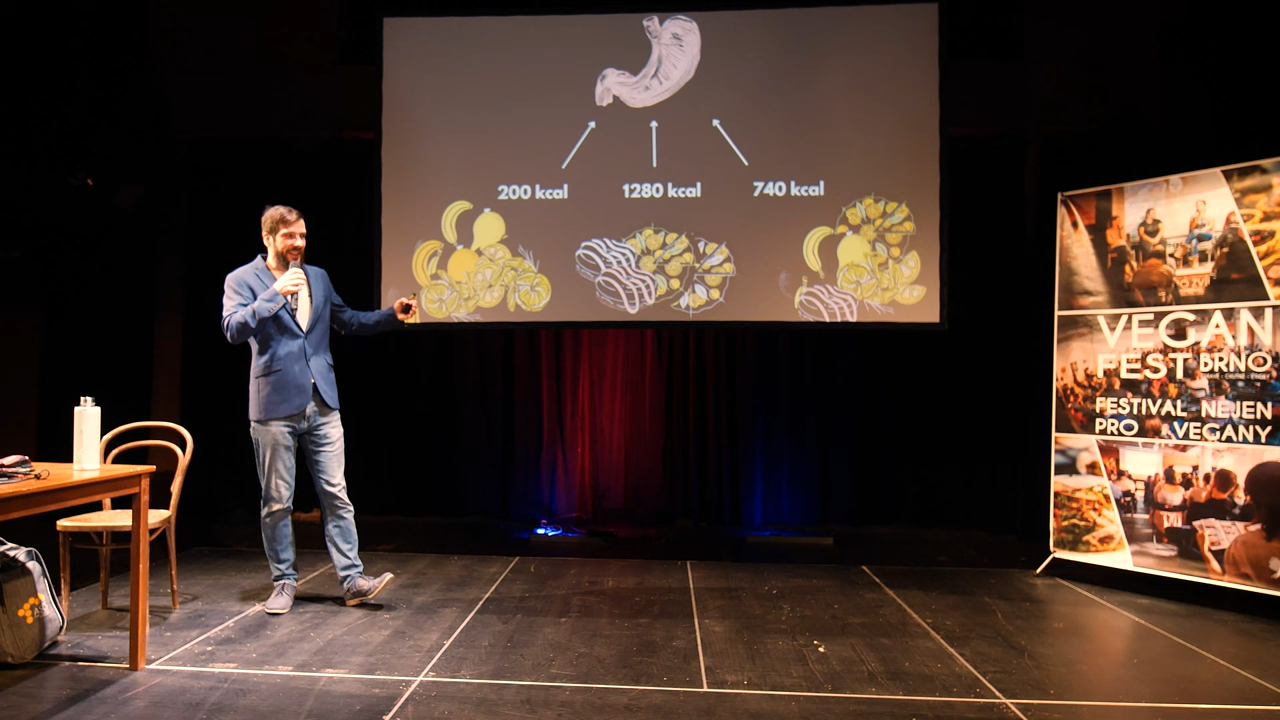 200 kcal
1280 kcal
740 kcal
VEGAN
FEST BRNO
FESTIVAL NEJEN
PRO VEGANY